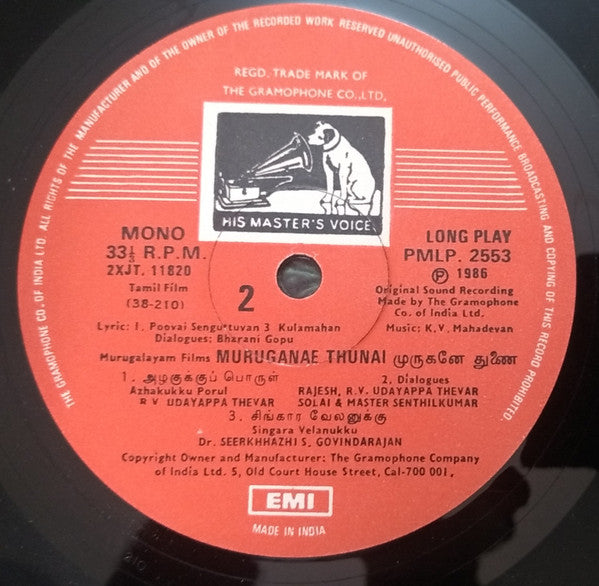 THE GRAMOPHONE CO. OF INDIA LTD. ALL RIGHTS OF THE MANUFACTURER AND OF THE OWNER OF THE RECORDED WORK RESERVED UNAUTHORISED PUBLIC PERFORMANCE BROADCASTING AND COPYING OF THIS RECORD PROHIBITED.
REGD. TRADE MARK OF
THE GRAMOPHONE CO.,LTD,
HIS MASTER'S VOICE
MONO
33⅓ R.P.M.
2XJT. 11820
Tamil Film
(38-210)
2
LONG PLAY
PMLP. 2553
Ⓟ 1986
Original Sound Recording
Made by The Gramophone
Co. of India Ltd.
Lyric: 1. Poovai Sengutuvan 3 Kulamahan
Dialogues: Bharani Gopu
Music: K.V. Mahadevan
Murugalayam Films MURUGANAE THUNAI முருகனே துணை
1. அழகுக்குப் பொருள்
Azhakukku Porul
R.V. UDAYAPPA THEVAR
2. Dialogues
RAJESH, R.V. UDAYAPPA THEVAR
SOLAI & MASTER SENTHILKUMAR
3. சிங்கார வேலனுக்கு
Singara Velanukku
Dr. SEERKHHAZHI S. GOVINDARAJAN
Copyright Owner and Manufacturer: The Gramophone Company
of India Ltd. 5, Old Court House Street, Cal-700 001,
EMI
MADE IN INDIA
210